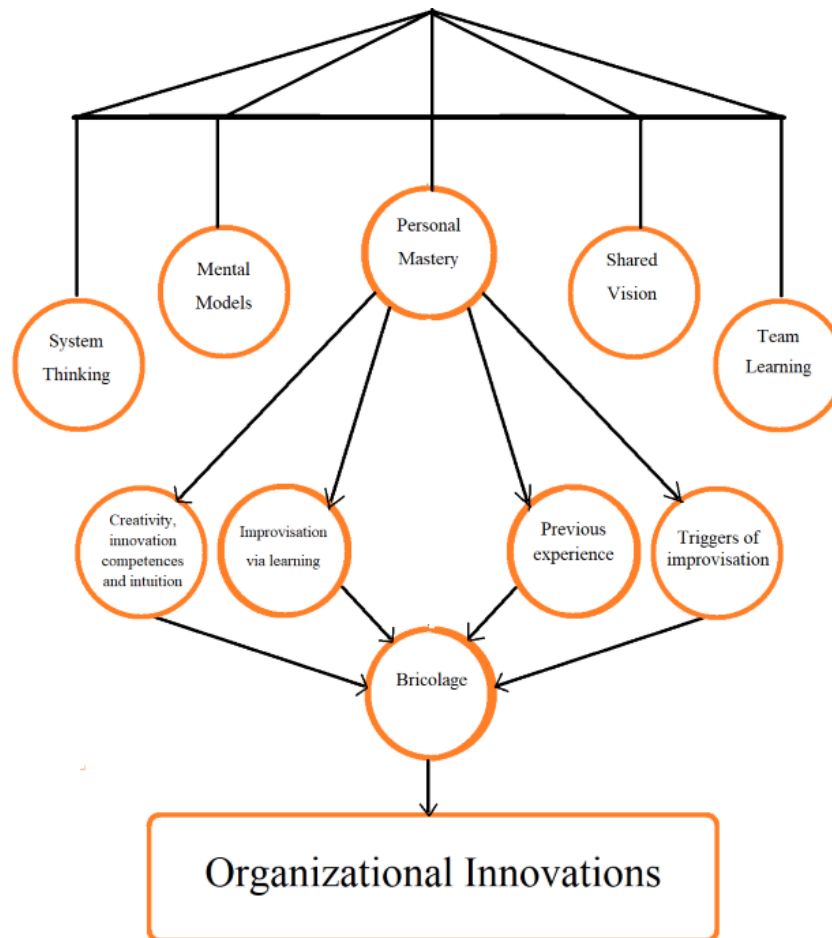 Personal
Mastery
Mental
Models
Shared
Vision
System
Thinking
Team
Learning
Creativity,
innovation
competences
and intuition
Improvisation
via learning
Previous
experience
Triggers of
improvisation
Bricolage
Organizational Innovations